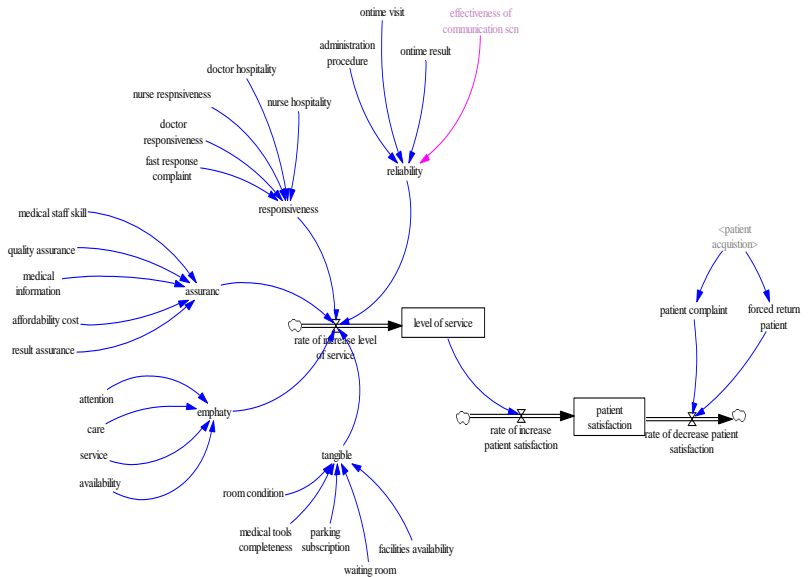 ontime visit
effectiveness of
communication scn
administration
procedure
ontime result
doctor hospitality
nurse respnsiveness
nurse hospitality
doctor
responsiveness
fast response
complaint
reliability
responsiveness
medical staff skill
quality assurance
medical
information
assuranc
affordability cost
result assurance
<patient
acquistion>
patient complaint
forced return
patient
level of service
rate of increase level
of service
attention
care
service
availability
emphaty
rate of increase
patient satisfaction
patient
satisfaction
rate of decrease patient
satisfaction
tangible
room condition
medical tools
completeness
parking
subscription
facilities availability
waiting room